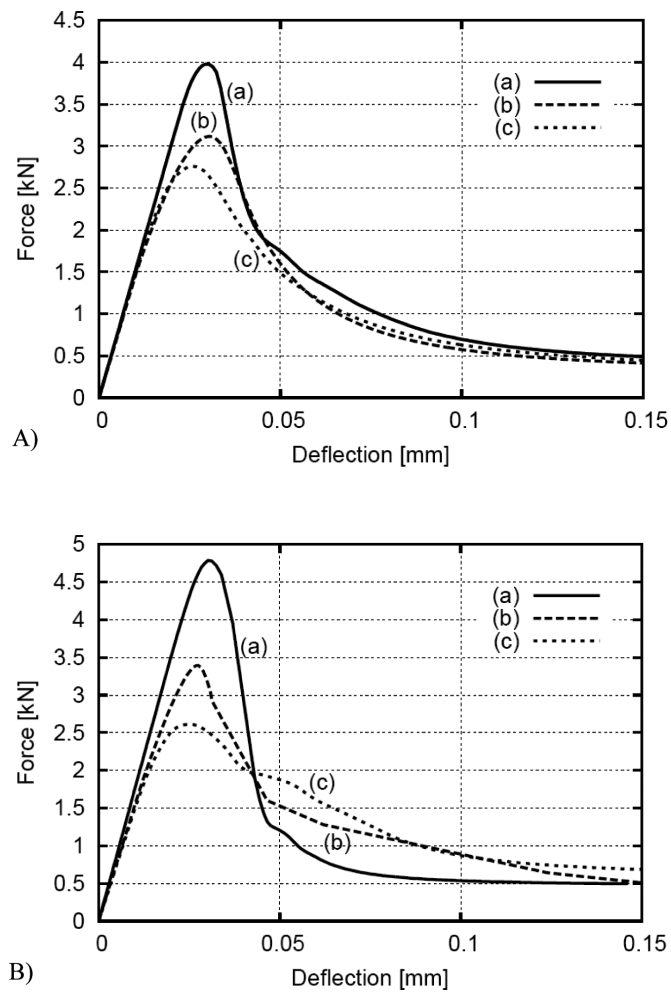 4.5
4
3.5
3
2.5
2
1.5
1
0.5
0
Force [kN]
(a)
(b)
(c)
(a)
(b)
(c)
0 0.05 0.1 0.15
Deflection [mm]
A)
5
4.5
4
3.5
3
2.5
2
1.5
1
0.5
0
Force [kN]
(a)
(b)
(c)
(a)
(c)
(b)
0 0.05 0.1 0.15
Deflection [mm]
B)